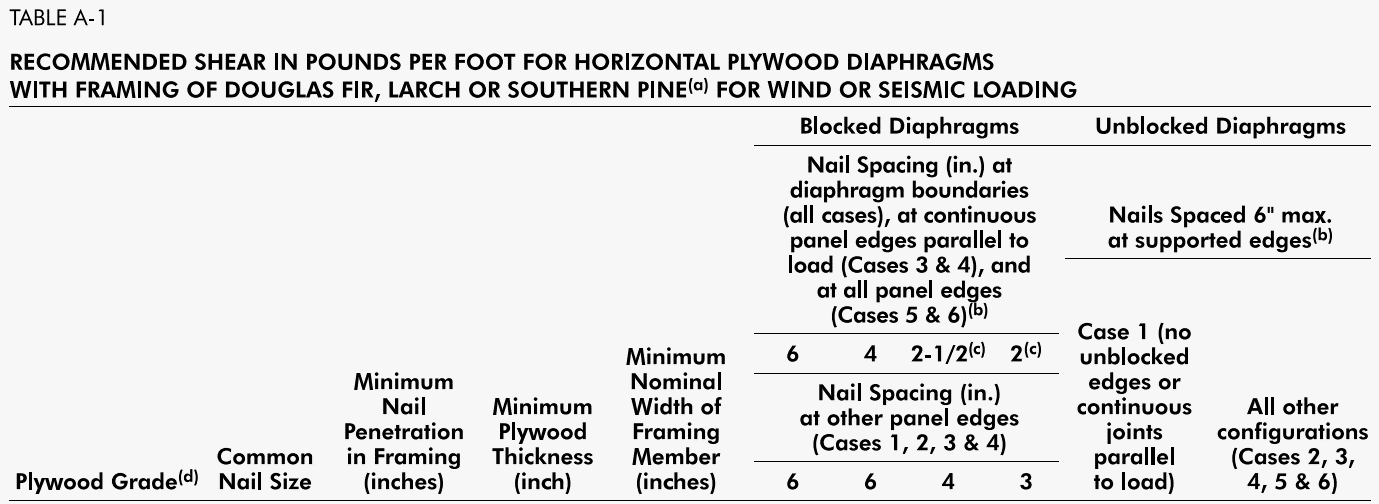 TABLE A-1
RECOMMENDED SHEAR IN POUNDS PER FOOT FOR HORIZONTAL PLYWOOD DIAPHRAGMS
WITH FRAMING OF DOUGLAS FIR, LARCH OR SOUTHERN PINE(a) FOR WIND OR SEISMIC LOADING
Plywood Grade(d)
Common
Nail Size
Minimum
Nail
Penetration
in Framing
(inches)
Minimum
Plywood
Thickness
(inch)
Minimum
Nominal
Width of
Framing
Member
(inches)
Blocked Diaphragms
Nail Spacing (in.) at
diaphragm boundaries
(all cases), at continuous
panel edges parallel to
load (Cases 3 & 4), and
at all panel edges
(Cases 5 & 6)(b)
6 4 2-1/2(c) 2(c)
Nail Spacing (in.)
at other panel edges
(Cases 1, 2, 3 & 4)
6 6 4 3
Unblocked Diaphragms
Nails Spaced 6" max.
at supported edges(b)
Case 1 (no
unblocked
edges or
continuous
joints
parallel
to load)
All other
configurations
(Cases 2, 3,
4, 5 & 6)